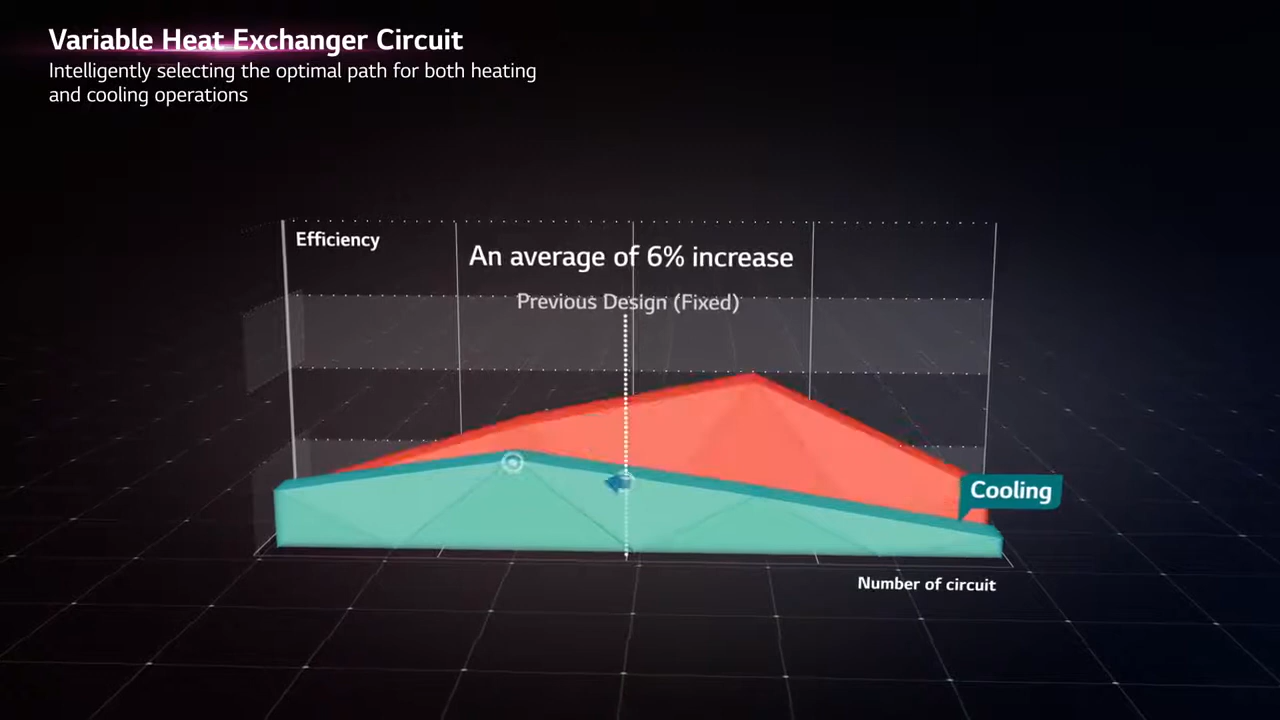 Variable Heat Exchanger Circuit
Intelligently selecting the optimal path for both heating
and cooling operations
Efficiency
An average of 6% increase
Previous Design (Fixed)
Cooling
Number of circuit